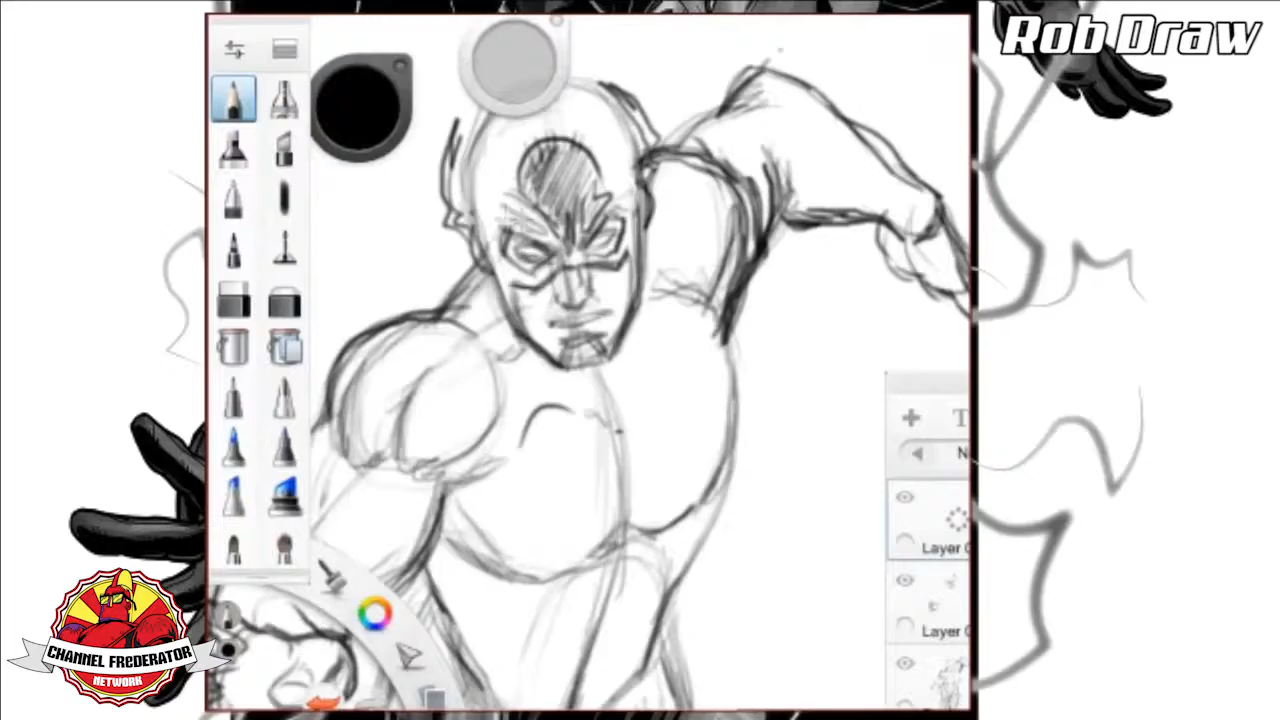 Rob Draw
T
N
Layer
Layer
CHANNEL FREDERATOR
NETWORK